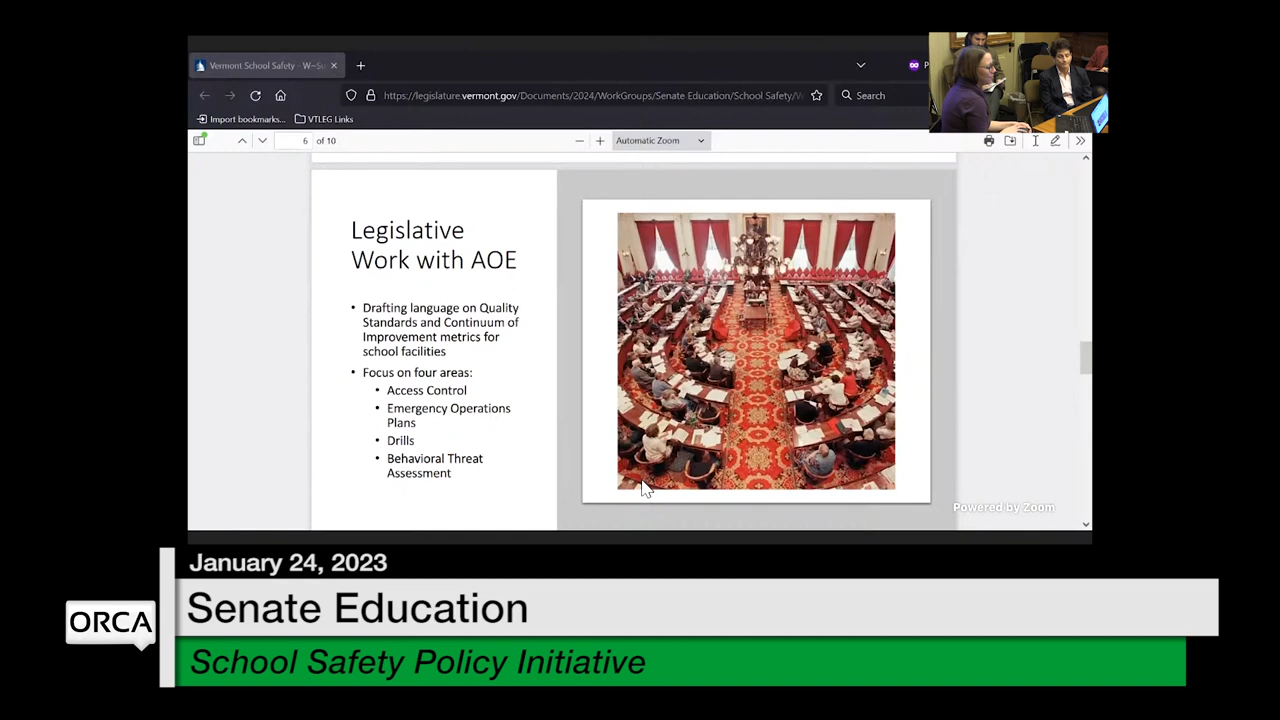 Vermont School Safety - W
https://legislature.vermont.gov/Documents/2024/WorkGroups/Senate Education/School Safety/W
Search
Import bookmarks...
VTLEG Links
6 of 10
Automatic Zoom
Legislative
Work with AOE
• Drafting language on Quality
Standards and Continuum of
Improvement metrics for
school facilities
• Focus on four areas:
• Access Control
• Emergency Operations
Plans
• Drills
• Behavioral Threat
Assessment
Powered by Zoom
January 24, 2023
ORCA
Senate Education
School Safety Policy Initiative